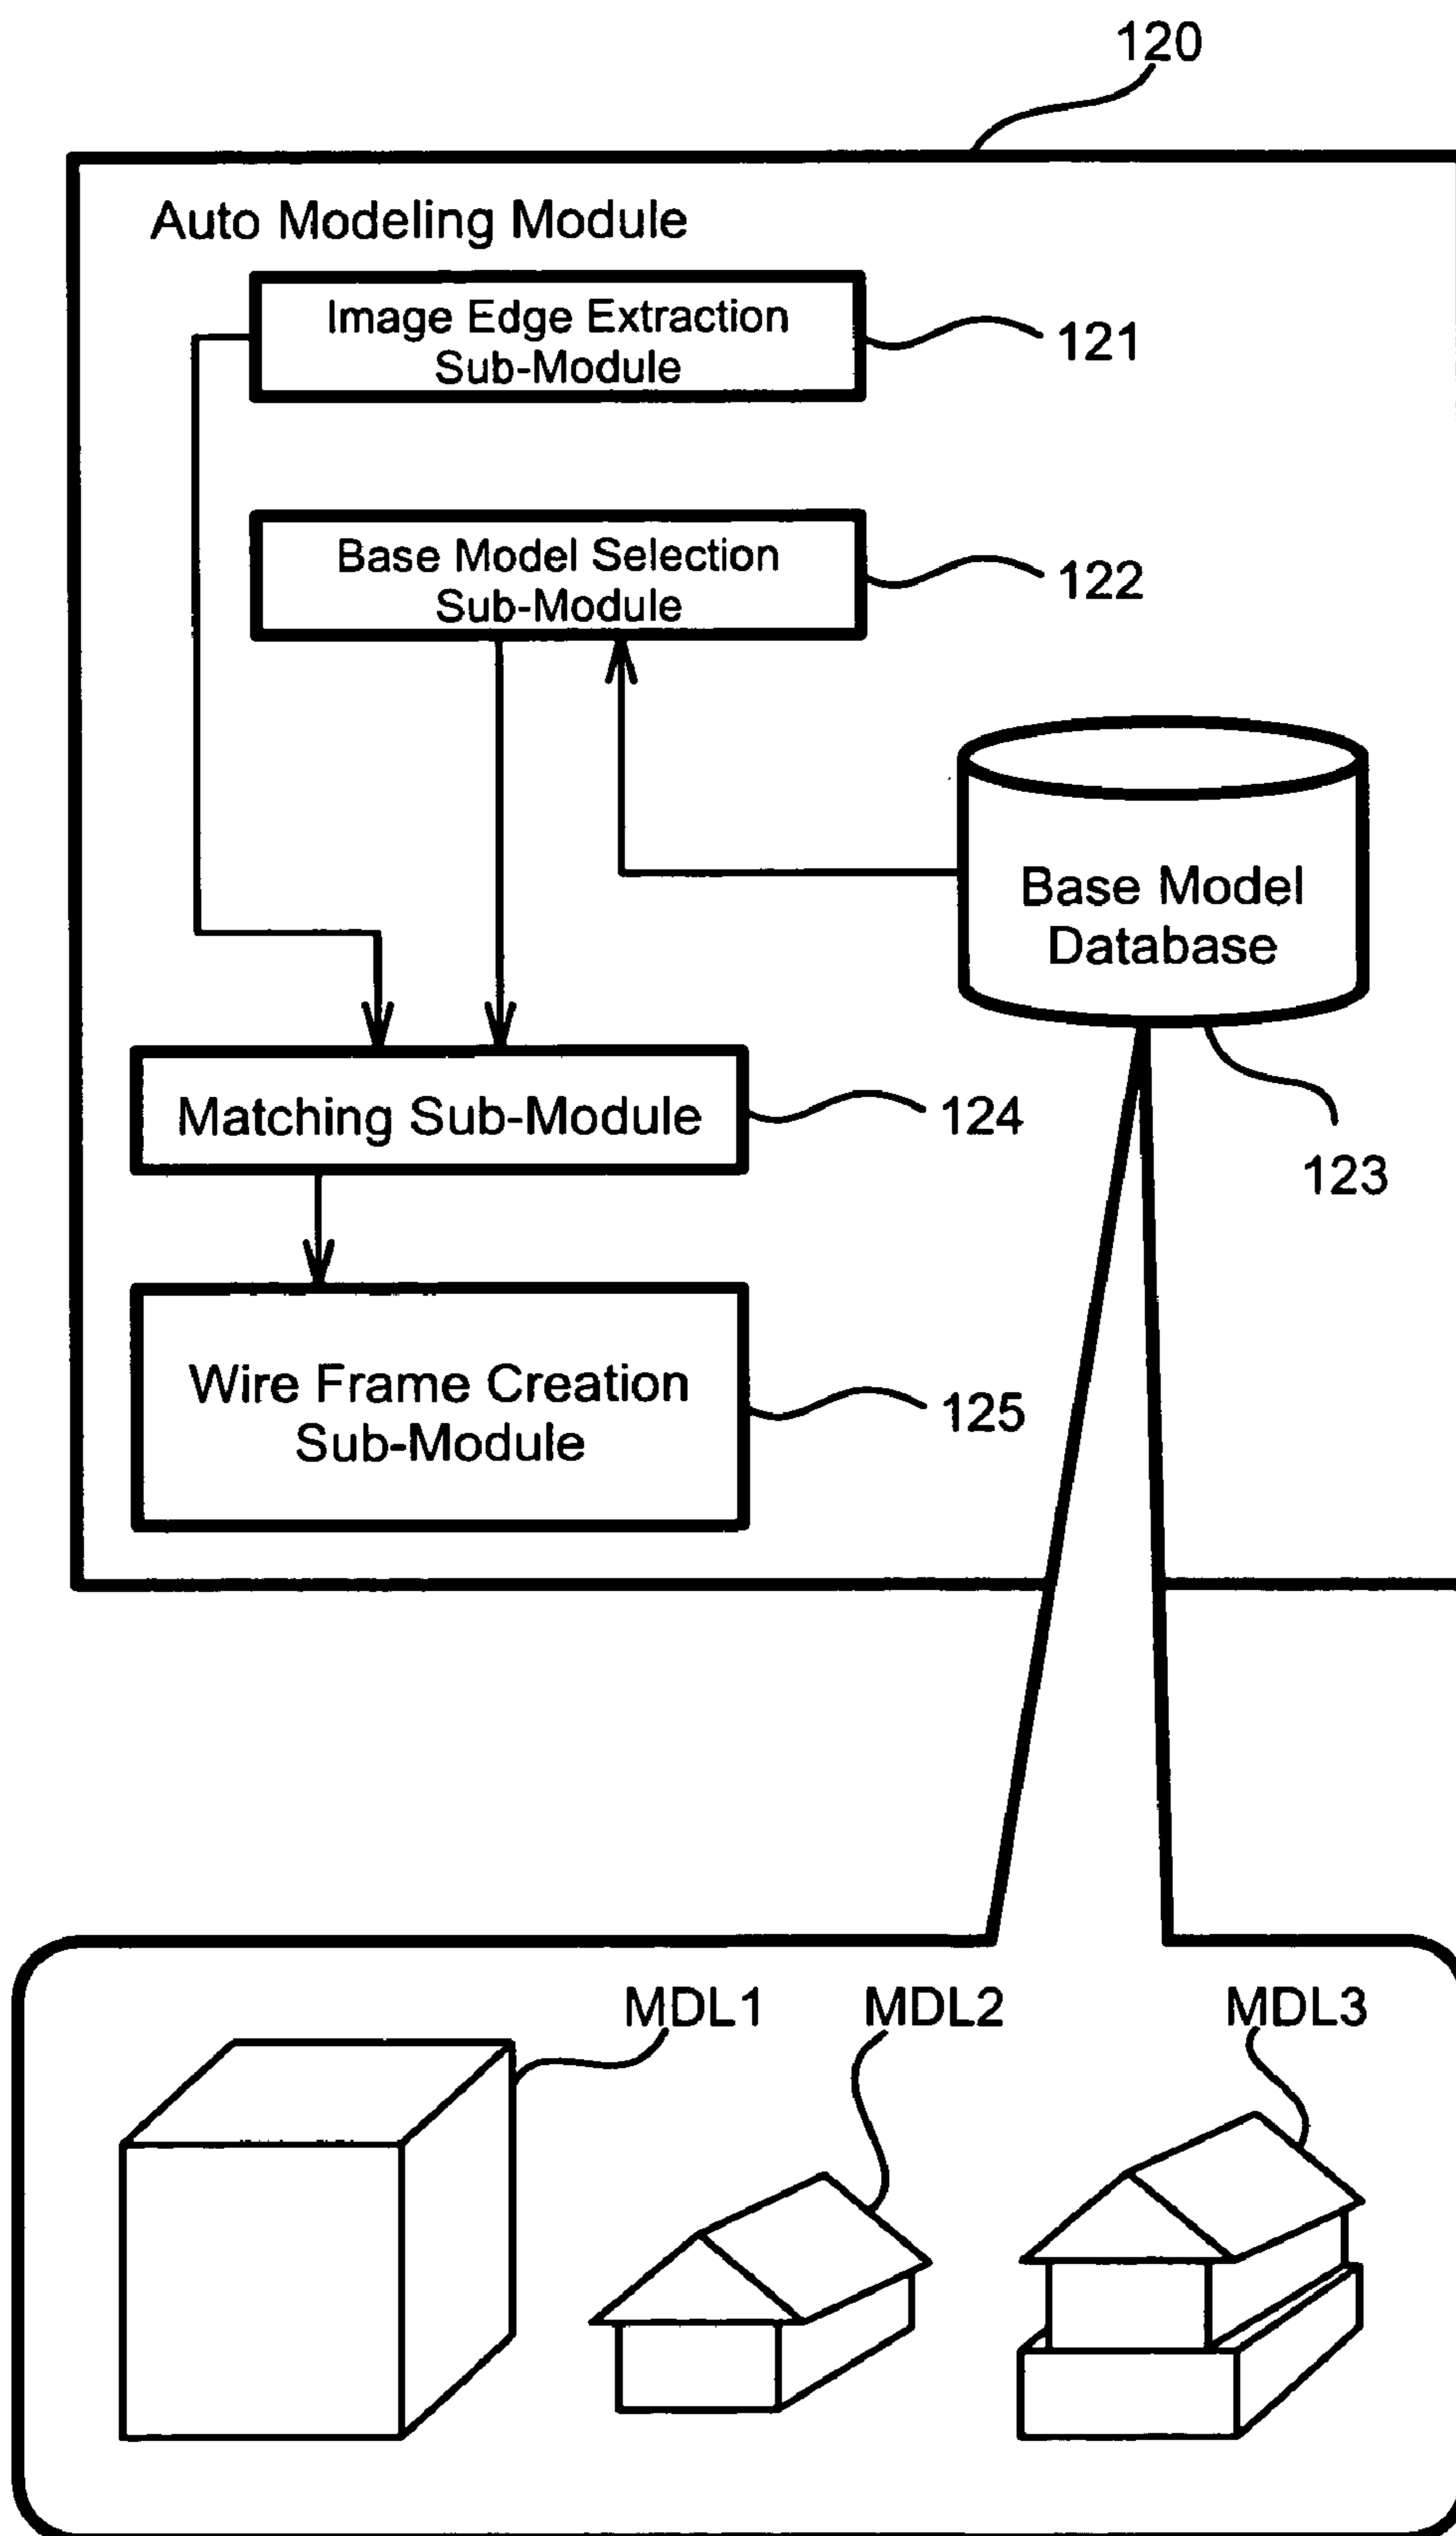 120
Auto Modeling Module
Image Edge Extraction
Sub-Module
121
Base Model Selection
Sub-Module
122
Base Model
Database
123
Matching Sub-Module
124
Wire Frame Creation
Sub-Module
125
MDL1
MDL2
MDL3